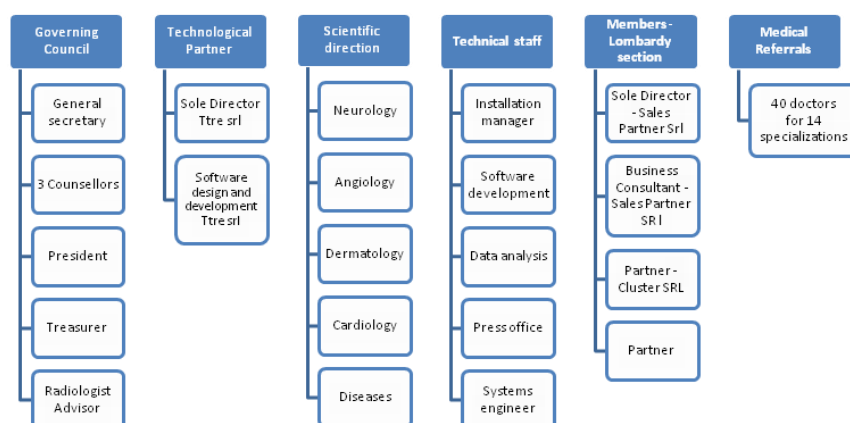 Governing
Council
General
secretary
3 Counsellors
President
Treasurer
Radiologist
Advisor
Technological
Partner
Sole Director
Ttre srl
Software
design and
development
Ttre srl
Scientific
direction
Neurology
Angiology
Dermatology
Cardiology
Diseases
Technical staff
Installation
manager
Software
development
Data analysis
Press office
Systems
engineer
Members -
Lombardy
section
Sole Director
- Sales
Partner Srl
Business
Consultant -
Sales Partner
SR l
Partner -
Cluster SRL
Partner
Medical
Referrals
40 doctors
for 14
specializations